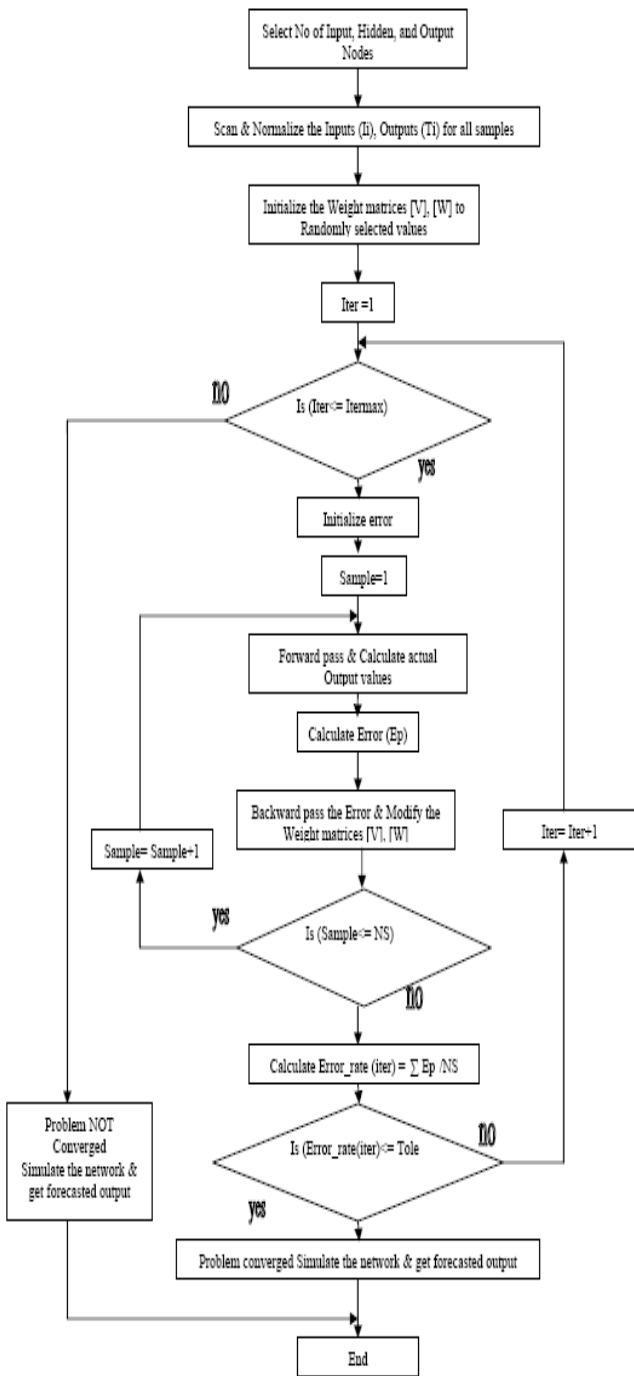 Select No of Input, Hidden, and Output
Nodes
Scan & Normalize the Inputs (Ii), Outputs (Ti) for all samples
Initialize the Weight matrices [V], [W] to
Randomly selected values
Iter =1
no
Is (Iter<= Itermax)
yes
Initialize error
Sample=1
Forward pass & Calculate actual
Output values
Calculate Error (Ep)
Backward pass the Error & Modify the
Weight matrices [V], [W]
Sample= Sample+1
Iter= Iter+1
yes
Is (Sample<= NS)
no
Calculate Error_rate (iter) = ∑ Ep /NS
Problem NOT
Converged
Simulate the network &
get forecasted output
Is (Error_rate(iter)<= Tole
no
yes
Problem converged Simulate the network & get forecasted output
End